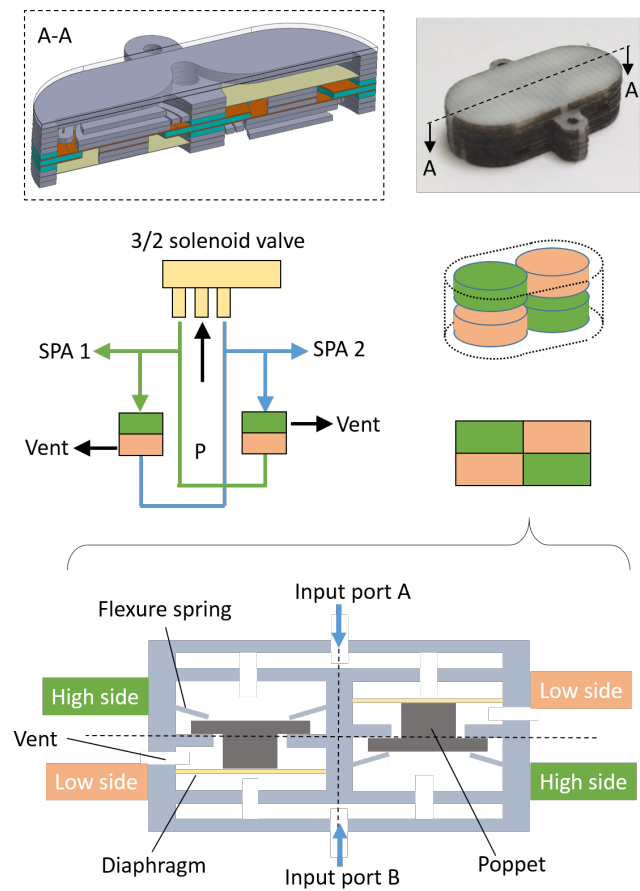 A-A
A
A
3/2 solenoid valve
SPA 1
SPA 2
Vent
P
Vent
Input port A
Flexure spring
High side
Low side
Vent
Low side
High side
Diaphragm
Input port B
Poppet